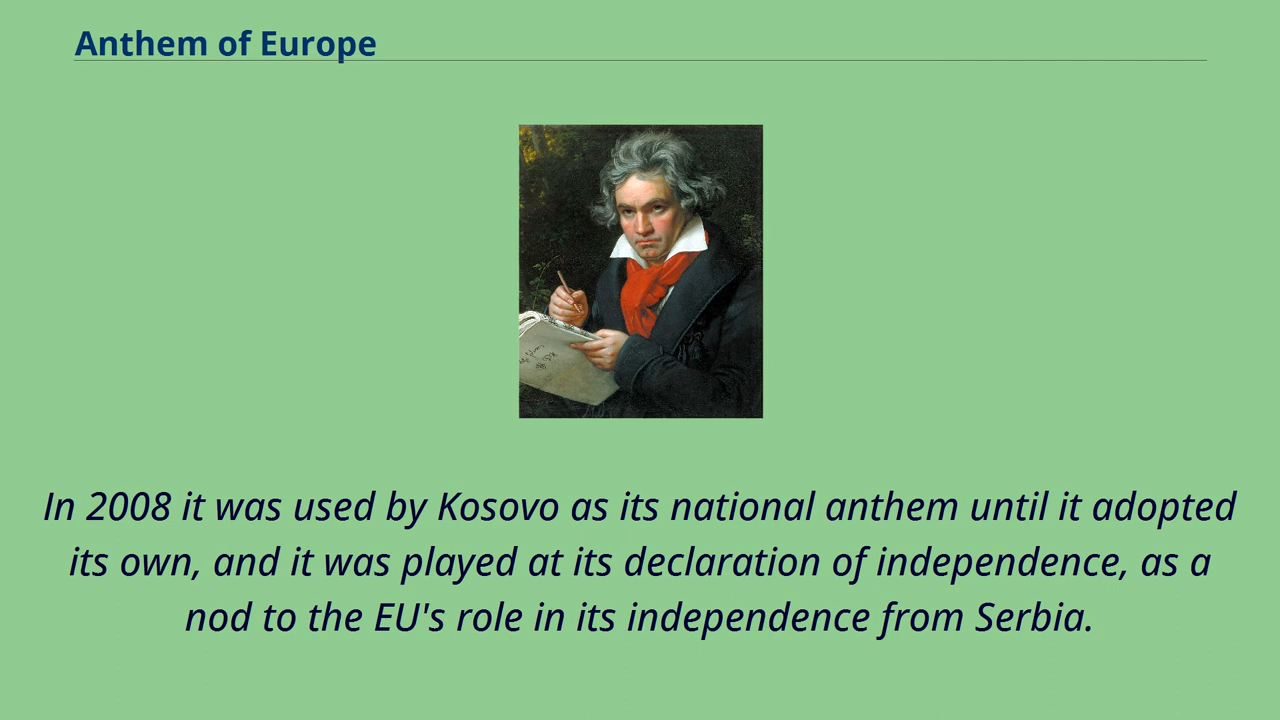 Anthem of Europe
In 2008 it was used by Kosovo as its national anthem until it adopted
its own, and it was played at its declaration of independence, as a
nod to the EU's role in its independence from Serbia.